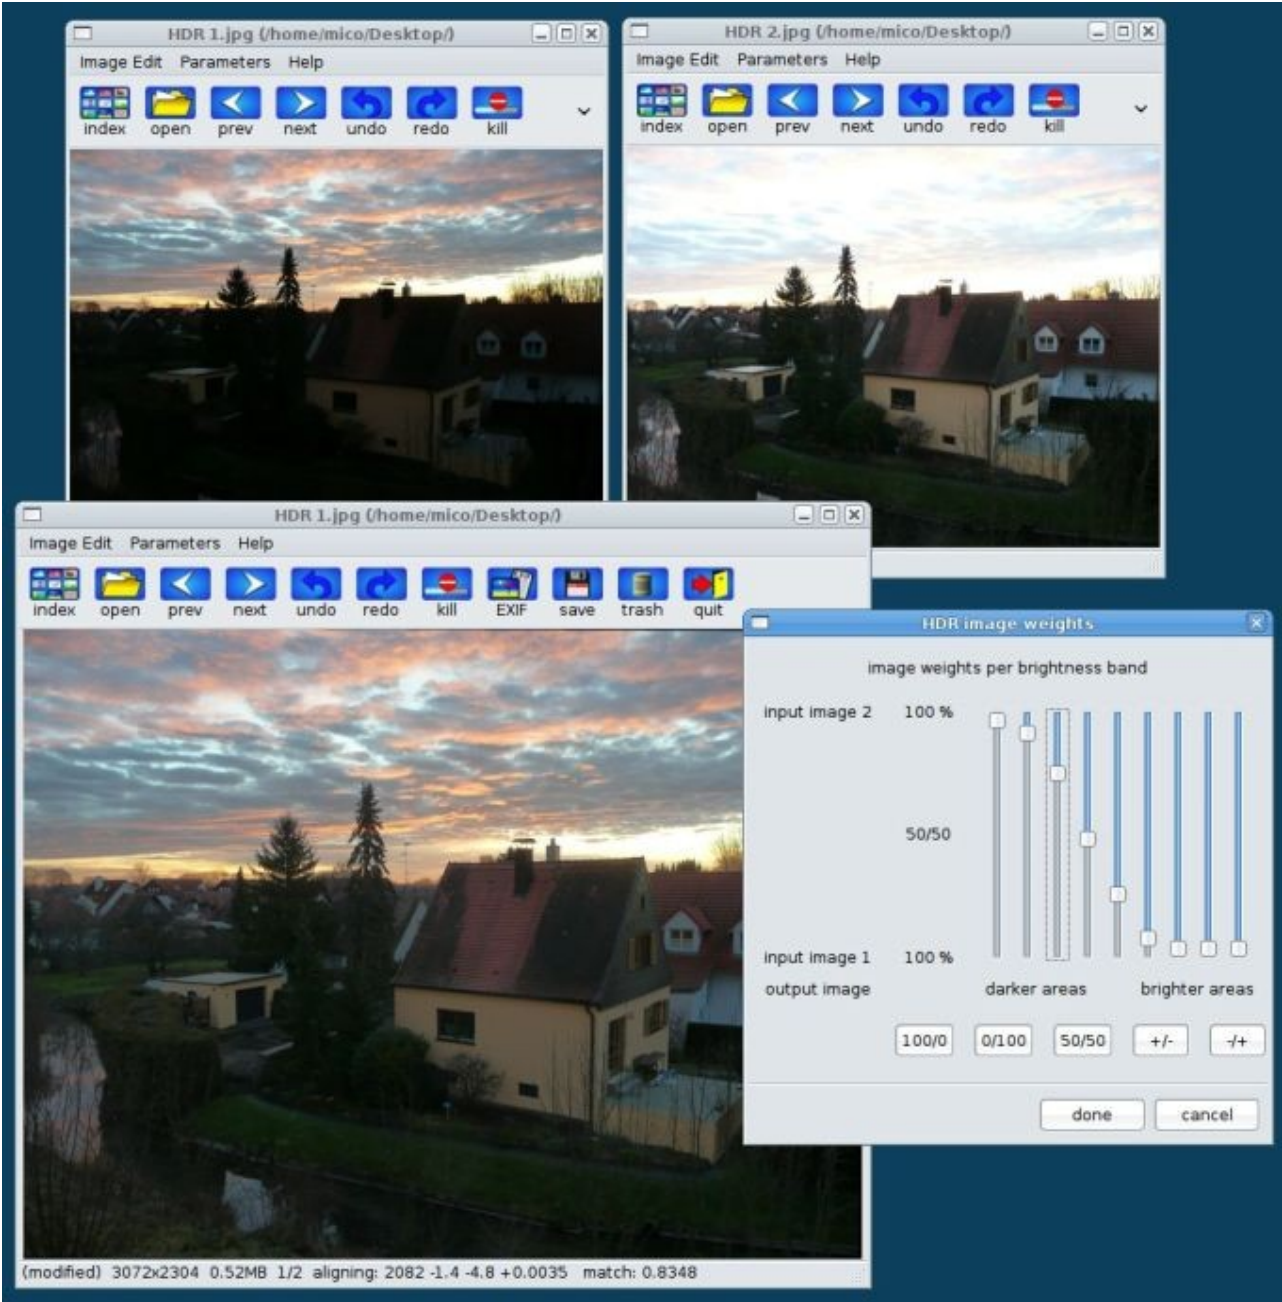 HDR 1.jpg (/home/mico/Desktop/)
Image Edit Parameters Help
index open prev next undo redo kill
HDR 2.jpg (/home/mico/Desktop/)
Image Edit Parameters Help
index open prev next undo redo kill
HDR 1.jpg (/home/mico/Desktop/)
Image Edit Parameters Help
index open prev next undo redo kill EXIF save trash quit
(modified) 3072x2304 0.52MB 1/2 aligning: 2082 -1.4 -4.8 +0.0035 match: 0.8348
HDR image weights
image weights per brightness band
input image 2 100 %
50/50
input image 1 100 %
output image darker areas brighter areas
100/0 0/100 50/50 +/- -/+
done cancel